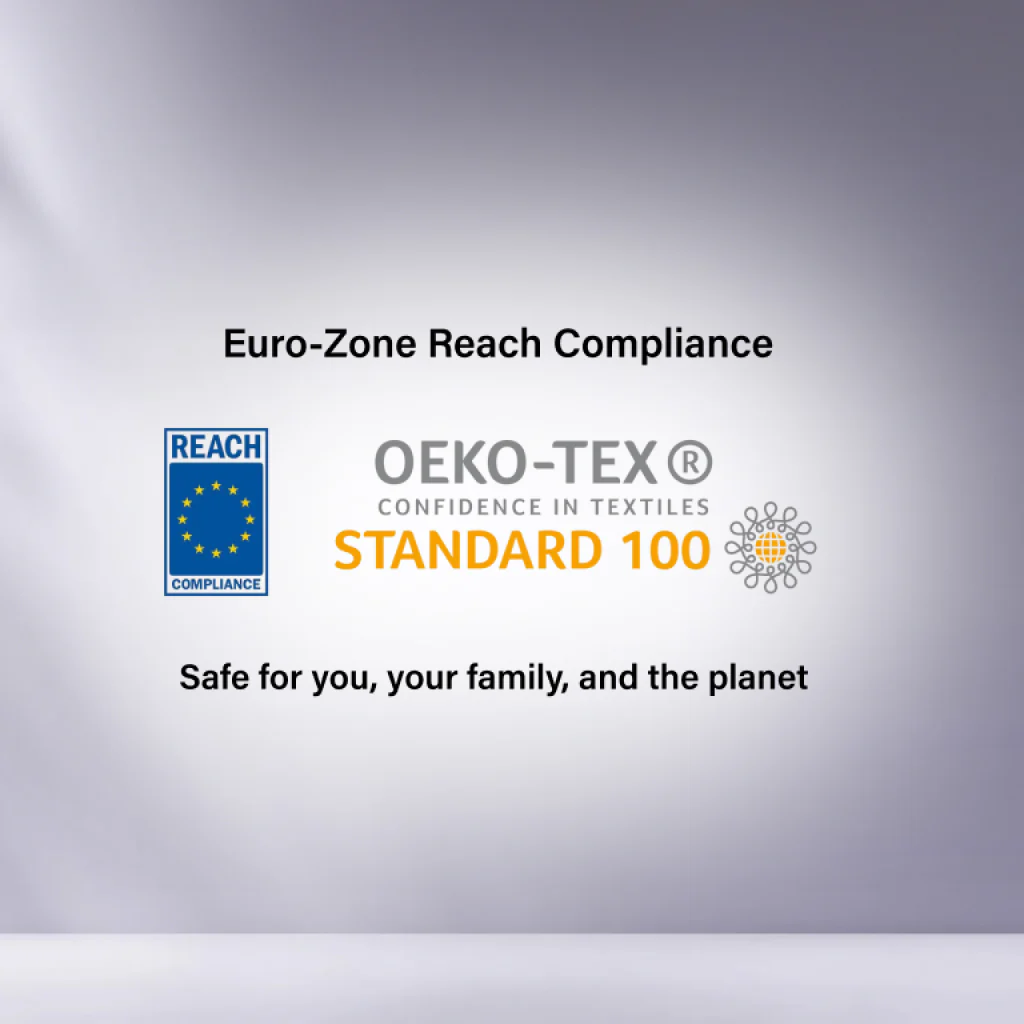 Euro-Zone Reach Compliance
REACH
COMPLIANCE
OEKO-TEX®
CONFIDENCE IN TEXTILES
STANDARD 100
Safe for you, your family, and the planet